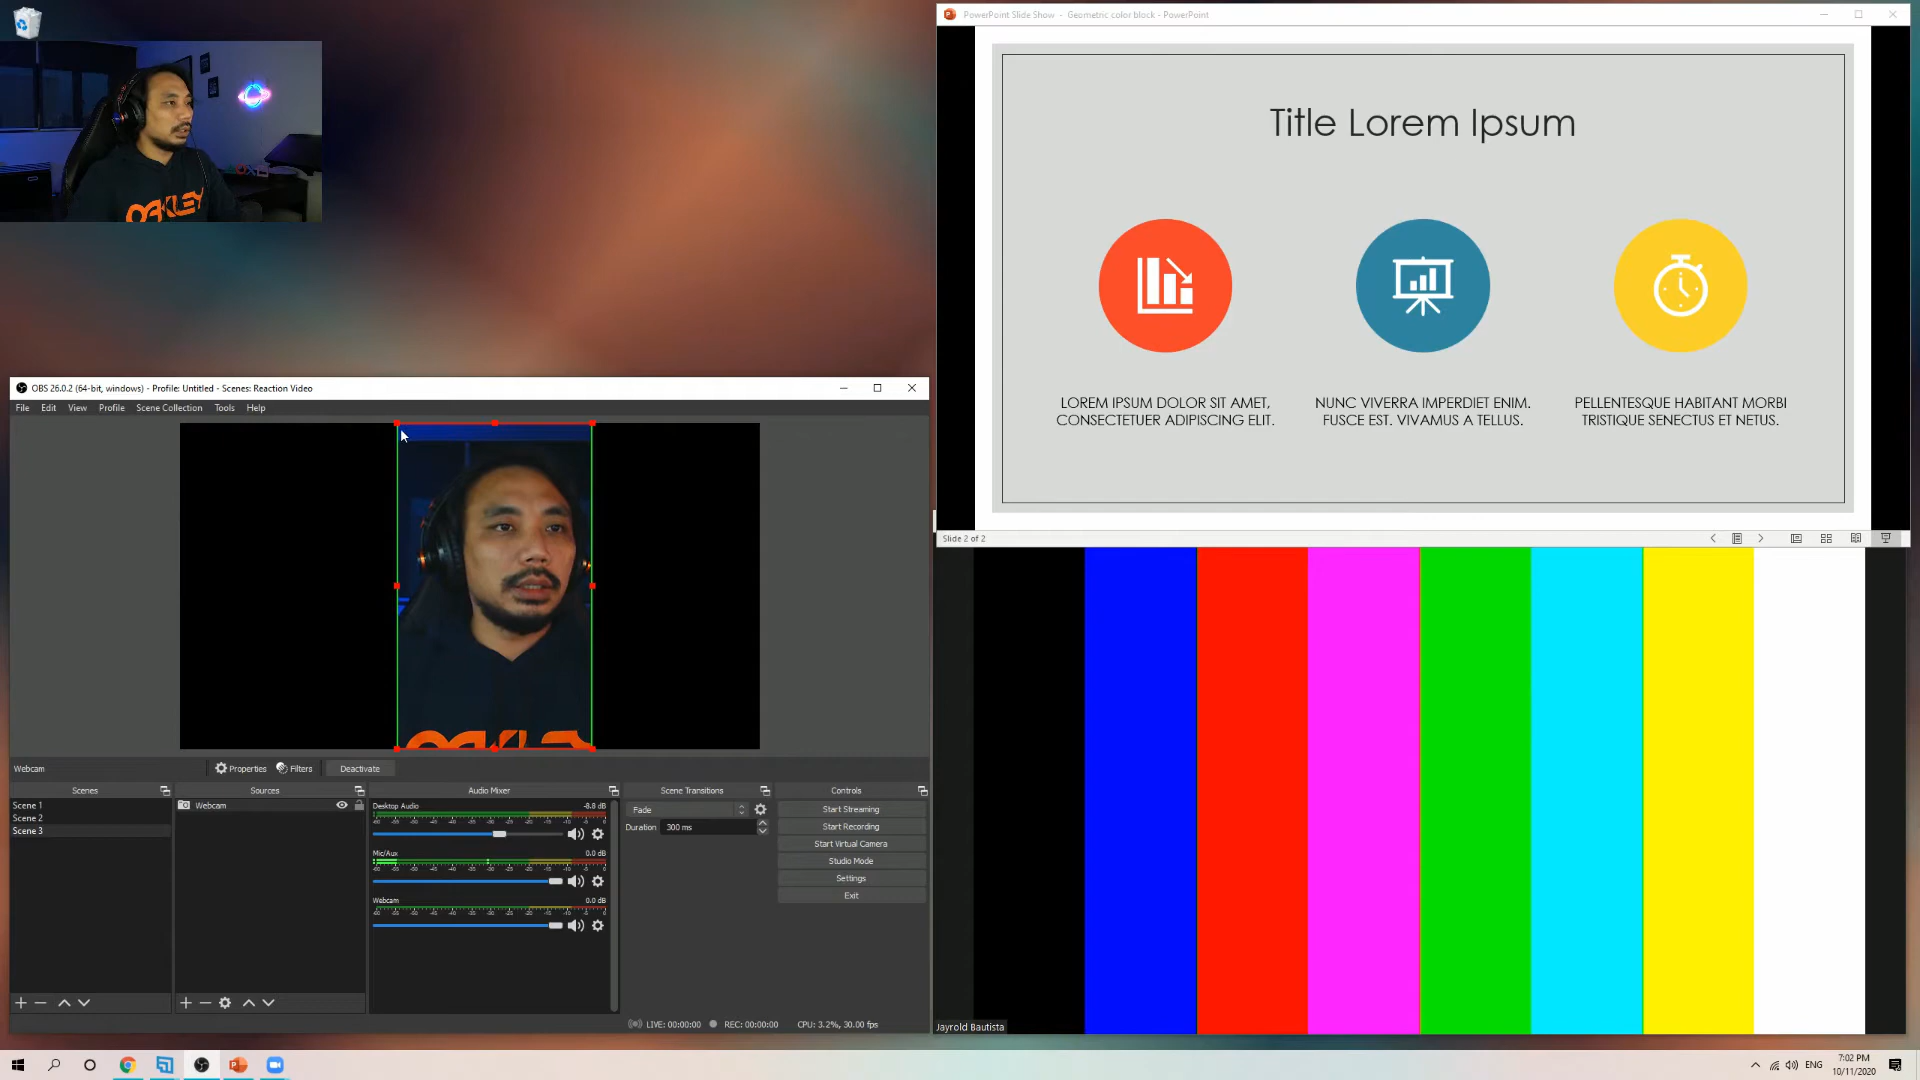 PowerPoint Slide Show - Geometric color block - PowerPoint
OAKLEY
Title Lorem Ipsum
LOREM IPSUM DOLOR SIT AMET,
CONSECTETUER ADIPISCING ELIT.
NUNC VIVERRA IMPERDIET ENIM.
FUSCE EST. VIVAMUS A TELLUS.
PELLENTESQUE HABITANT MORBI
TRISTIQUE SENECTUS ET NETUS.
Slide 2 of 2
OBS 26.0.2 (64-bit, windows) - Profile: Untitled - Scenes: Reaction Video
File Edit View Profile Scene Collection Tools Help
OAKLEY
Webcam
Properties Filters Deactivate
Scenes
Scene 1
Scene 2
Scene 3
Sources
Webcam
Audio Mixer
Desktop Audio -8.8 dB
Mic/Aux 0.0 dB
Webcam 0.0 dB
Scene Transitions
Fade
Duration 300 ms
Controls
Start Streaming
Start Recording
Start Virtual Camera
Studio Mode
Settings
Exit
LIVE: 00:00:00 REC: 00:00:00 CPU: 3.2%, 30.00 fps
Jayrold Bautista
ENG
7:02 PM
10/11/2020